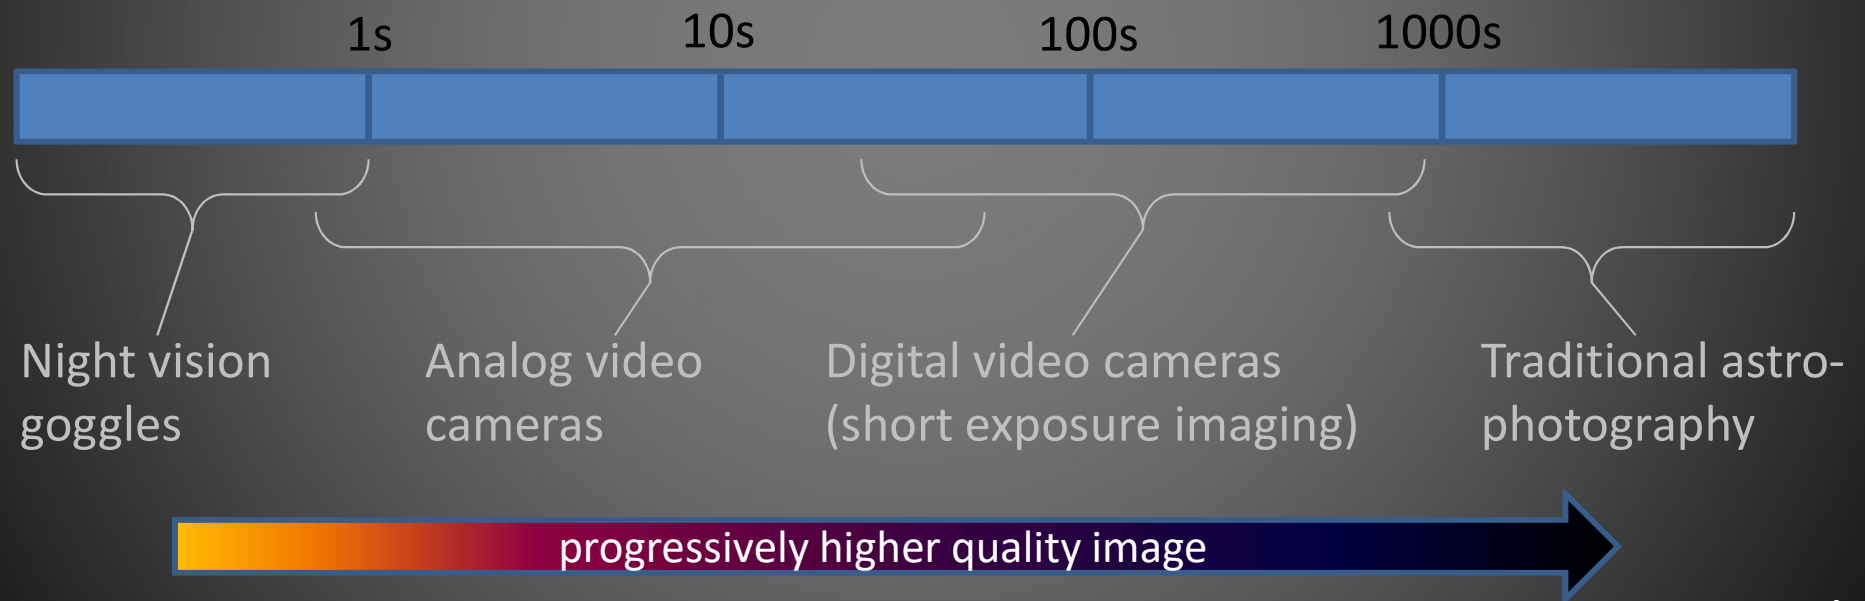 1s 10s 100s 1000s
Night vision
goggles
Analog video
cameras
Digital video cameras
(short exposure imaging)
Traditional astro-
photography
progressively higher quality image